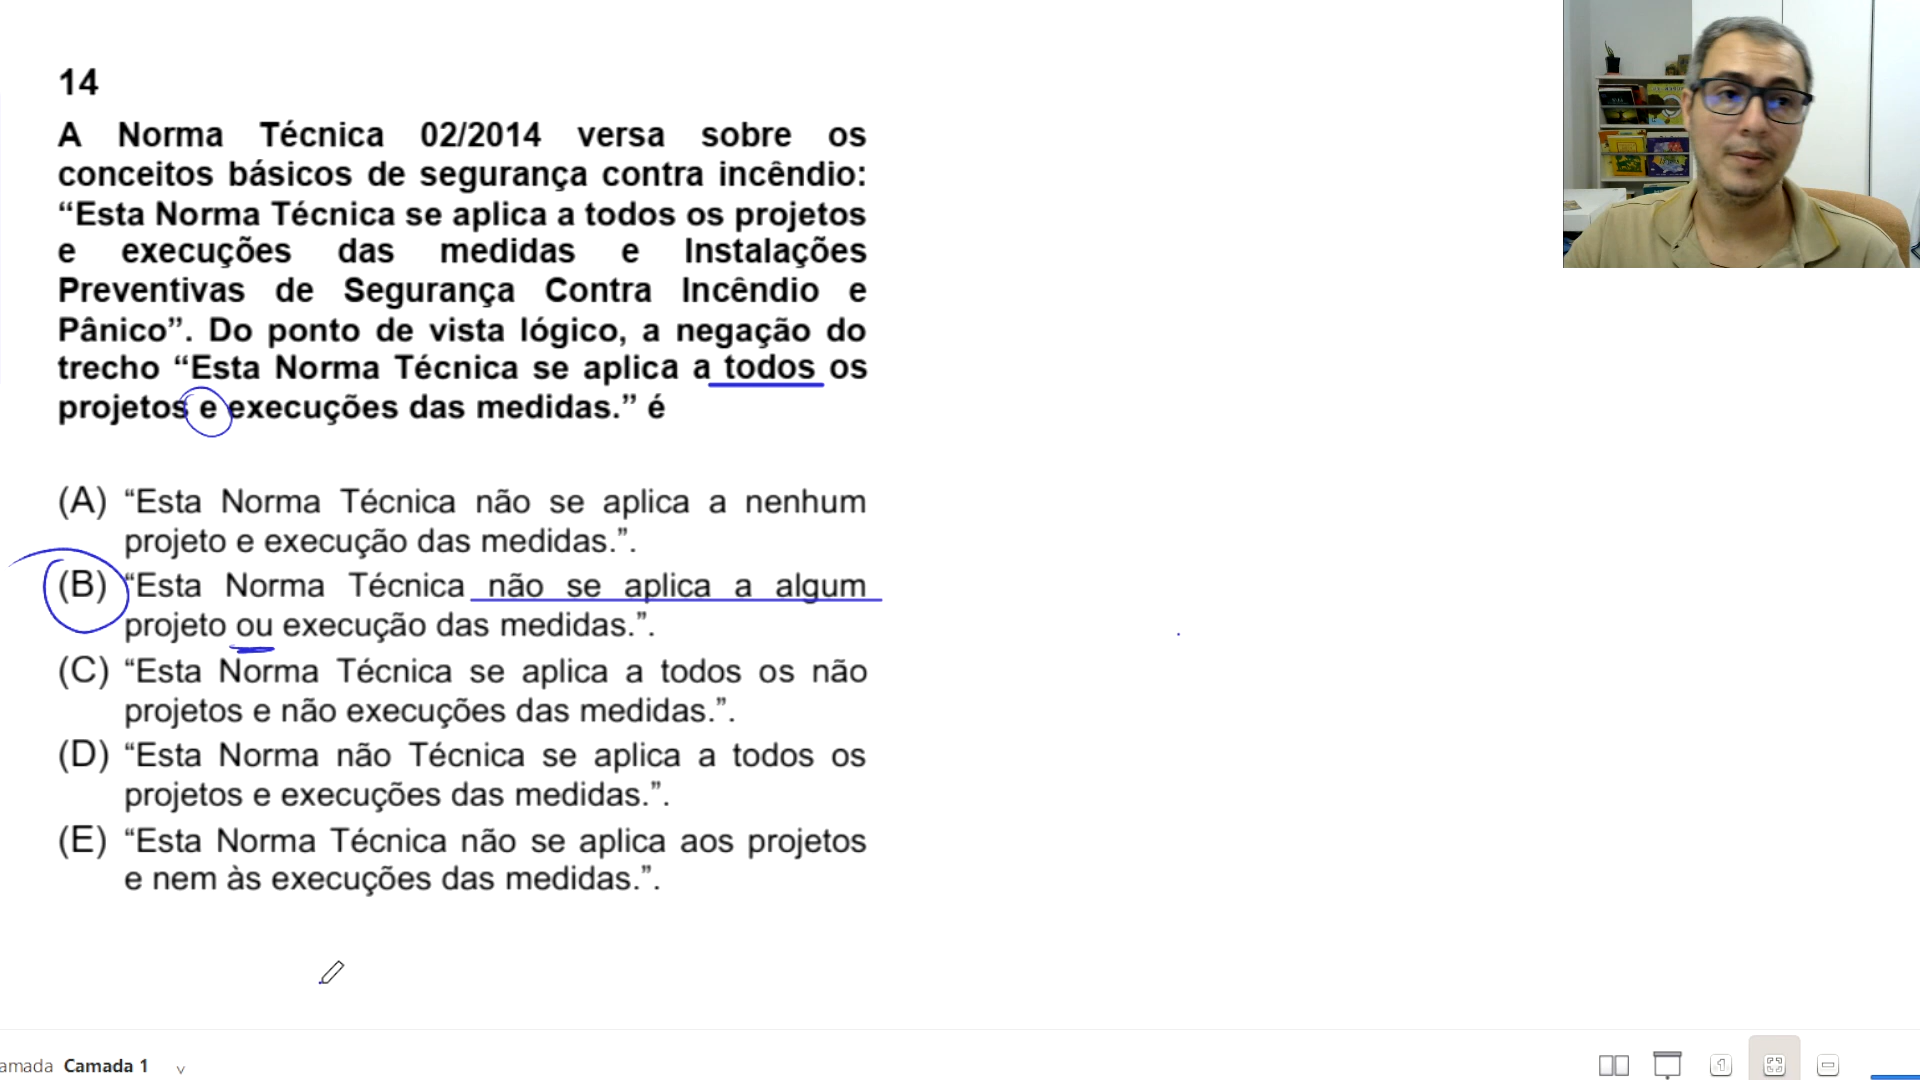 14
A Norma Técnica 02/2014 versa sobre os
conceitos básicos de segurança contra incêndio:
“Esta Norma Técnica se aplica a todos os projetos
e execuções das medidas e Instalações
Preventivas de Segurança Contra Incêndio e
Pânico”. Do ponto de vista lógico, a negação do
trecho “Esta Norma Técnica se aplica a todos os
projetos e execuções das medidas.” é
(A) “Esta Norma Técnica não se aplica a nenhum
projeto e execução das medidas.”.
(B) “Esta Norma Técnica não se aplica a algum
projeto ou execução das medidas.”.
(C) “Esta Norma Técnica se aplica a todos os não
projetos e não execuções das medidas.”.
(D) “Esta Norma não Técnica se aplica a todos os
projetos e execuções das medidas.”.
(E) “Esta Norma Técnica não se aplica aos projetos
e nem às execuções das medidas.”.
amada Camada 1